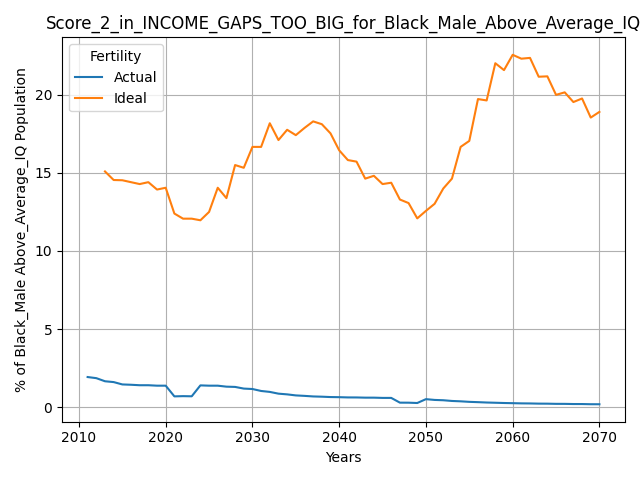 Score_2_in_INCOME_GAPS_TOO_BIG_for_Black_Male_Above_Average_IQ
Fertility
Actual
Ideal
% of Black_Male Above_Average_IQ Population
20
15
10
5
0
2010 2020 2030 2040 2050 2060 2070
Years